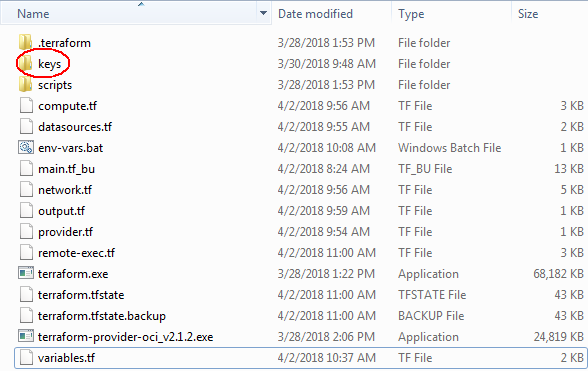 Name Date modified Type Size
.terraform 3/28/2018 1:53 PM File folder
keys 3/30/2018 9:48 AM File folder
scripts 3/28/2018 1:53 PM File folder
compute.tf 4/2/2018 9:56 AM TF File 3 KB
datasources.tf 4/2/2018 9:55 AM TF File 2 KB
env-vars.bat 4/2/2018 10:08 AM Windows Batch File 1 KB
main.tf_bu 4/2/2018 8:24 AM TF_BU File 13 KB
network.tf 4/2/2018 9:56 AM TF File 5 KB
output.tf 4/2/2018 9:59 AM TF File 1 KB
provider.tf 4/2/2018 9:54 AM TF File 1 KB
remote-exec.tf 4/2/2018 11:00 AM TF File 3 KB
terraform.exe 3/28/2018 1:22 PM Application 68,182 KB
terraform.tfstate 4/2/2018 11:00 AM TFSTATE File 43 KB
terraform.tfstate.backup 4/2/2018 11:00 AM BACKUP File 43 KB
terraform-provider-oci_v2.1.2.exe 3/28/2018 2:06 PM Application 24,819 KB
variables.tf 4/2/2018 10:37 AM TF File 2 KB